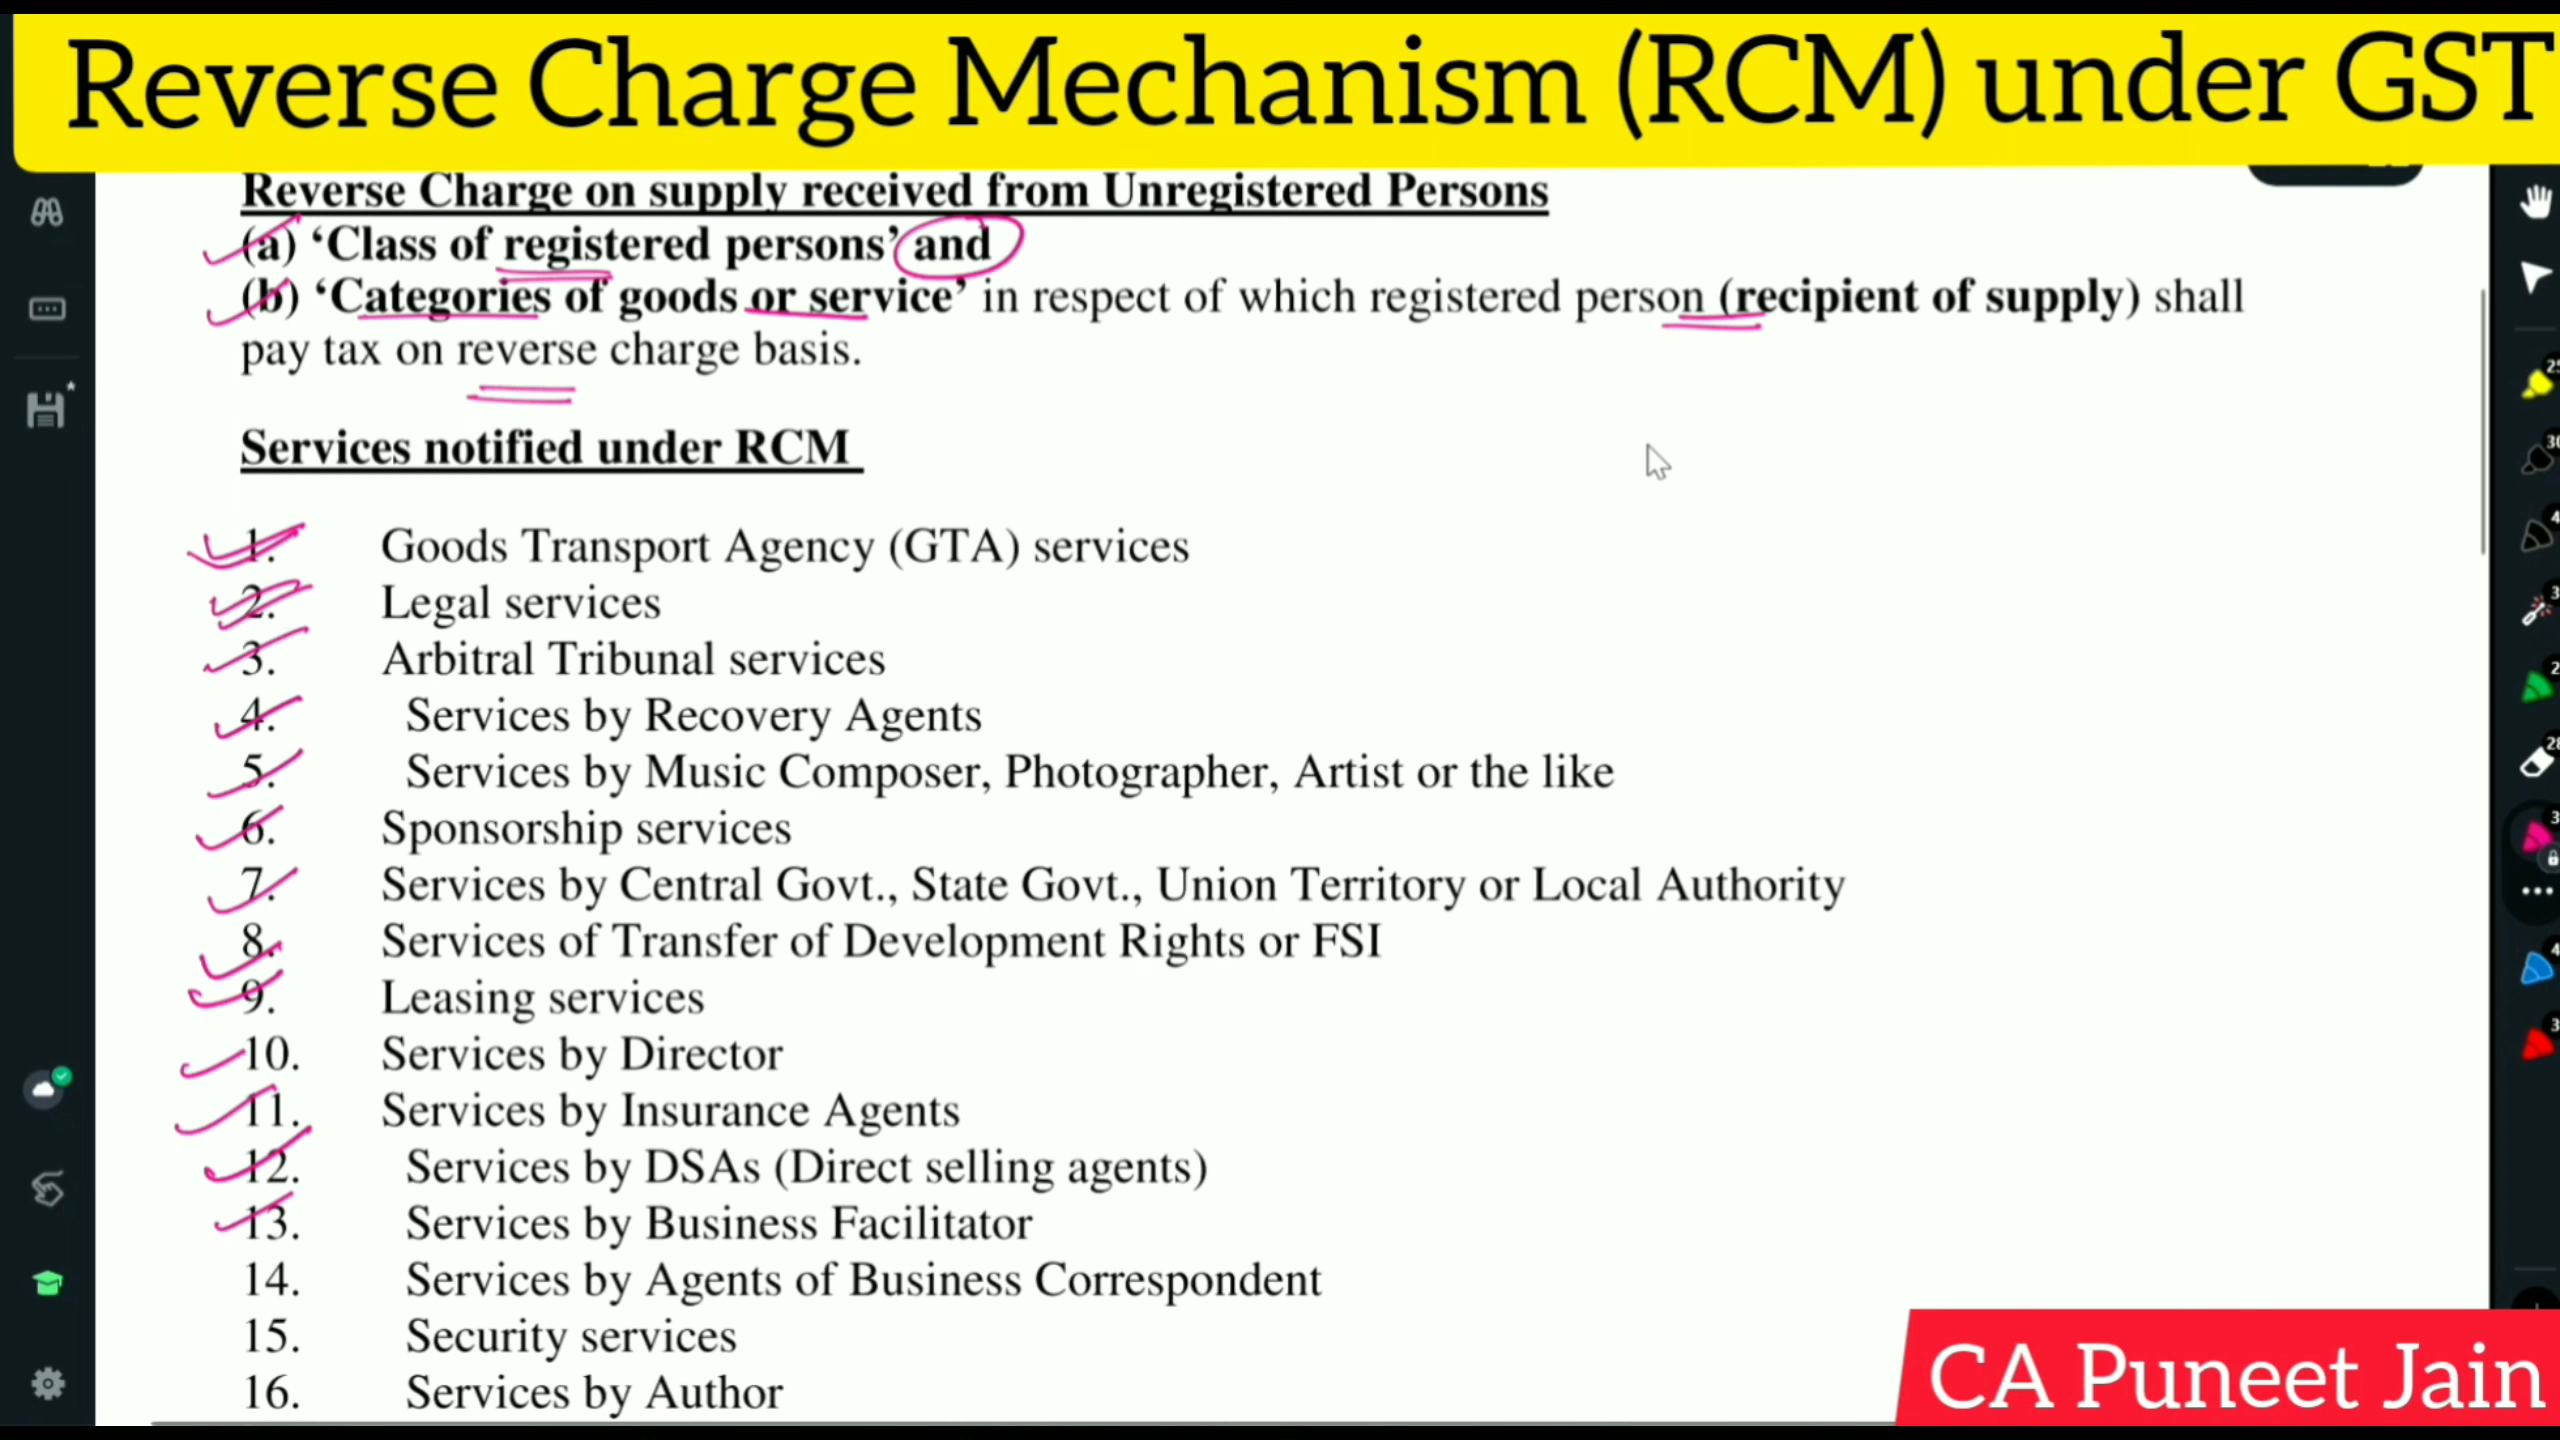 Reverse Charge Mechanism (RCM) under GST
Reverse Charge on supply received from Unregistered Persons
(a) ‘Class of registered persons’ and
(b) ‘Categories of goods or service’ in respect of which registered person (recipient of supply) shall
pay tax on reverse charge basis.
Services notified under RCM
1. Goods Transport Agency (GTA) services
2. Legal services
3. Arbitral Tribunal services
4. Services by Recovery Agents
5. Services by Music Composer, Photographer, Artist or the like
6. Sponsorship services
7. Services by Central Govt., State Govt., Union Territory or Local Authority
8. Services of Transfer of Development Rights or FSI
9. Leasing services
10. Services by Director
11. Services by Insurance Agents
12. Services by DSAs (Direct selling agents)
13. Services by Business Facilitator
14. Services by Agents of Business Correspondent
15. Security services
16. Services by Author
CA Puneet Jain